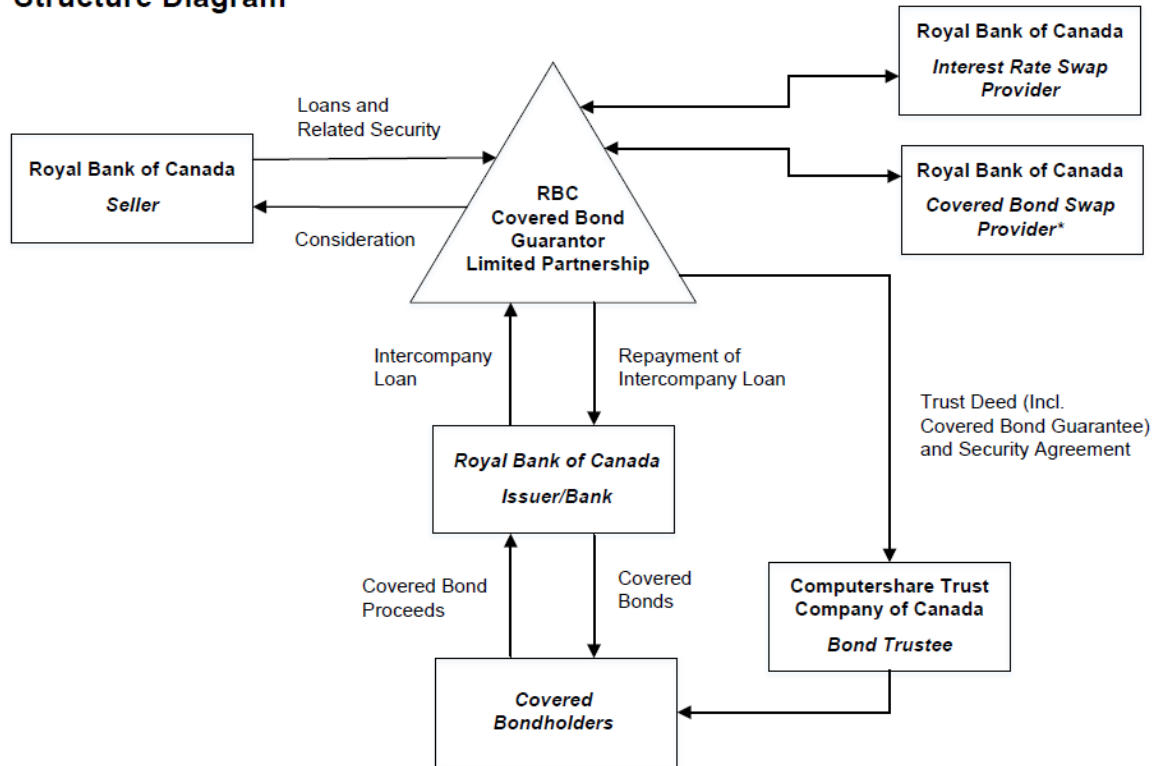 Structure Diagram
Royal Bank of Canada
Interest Rate Swap
Provider
Loans and
Related Security
Royal Bank of Canada
Seller
Royal Bank of Canada
Covered Bond Swap
Provider*
RBC
Covered Bond
Guarantor
Limited Partnership
Consideration
Intercompany
Loan
Repayment of
Intercompany Loan
Trust Deed (Incl.
Covered Bond Guarantee)
and Security Agreement
Royal Bank of Canada
Issuer/Bank
Covered Bond
Proceeds
Covered
Bonds
Computershare Trust
Company of Canada
Bond Trustee
Covered
Bondholders